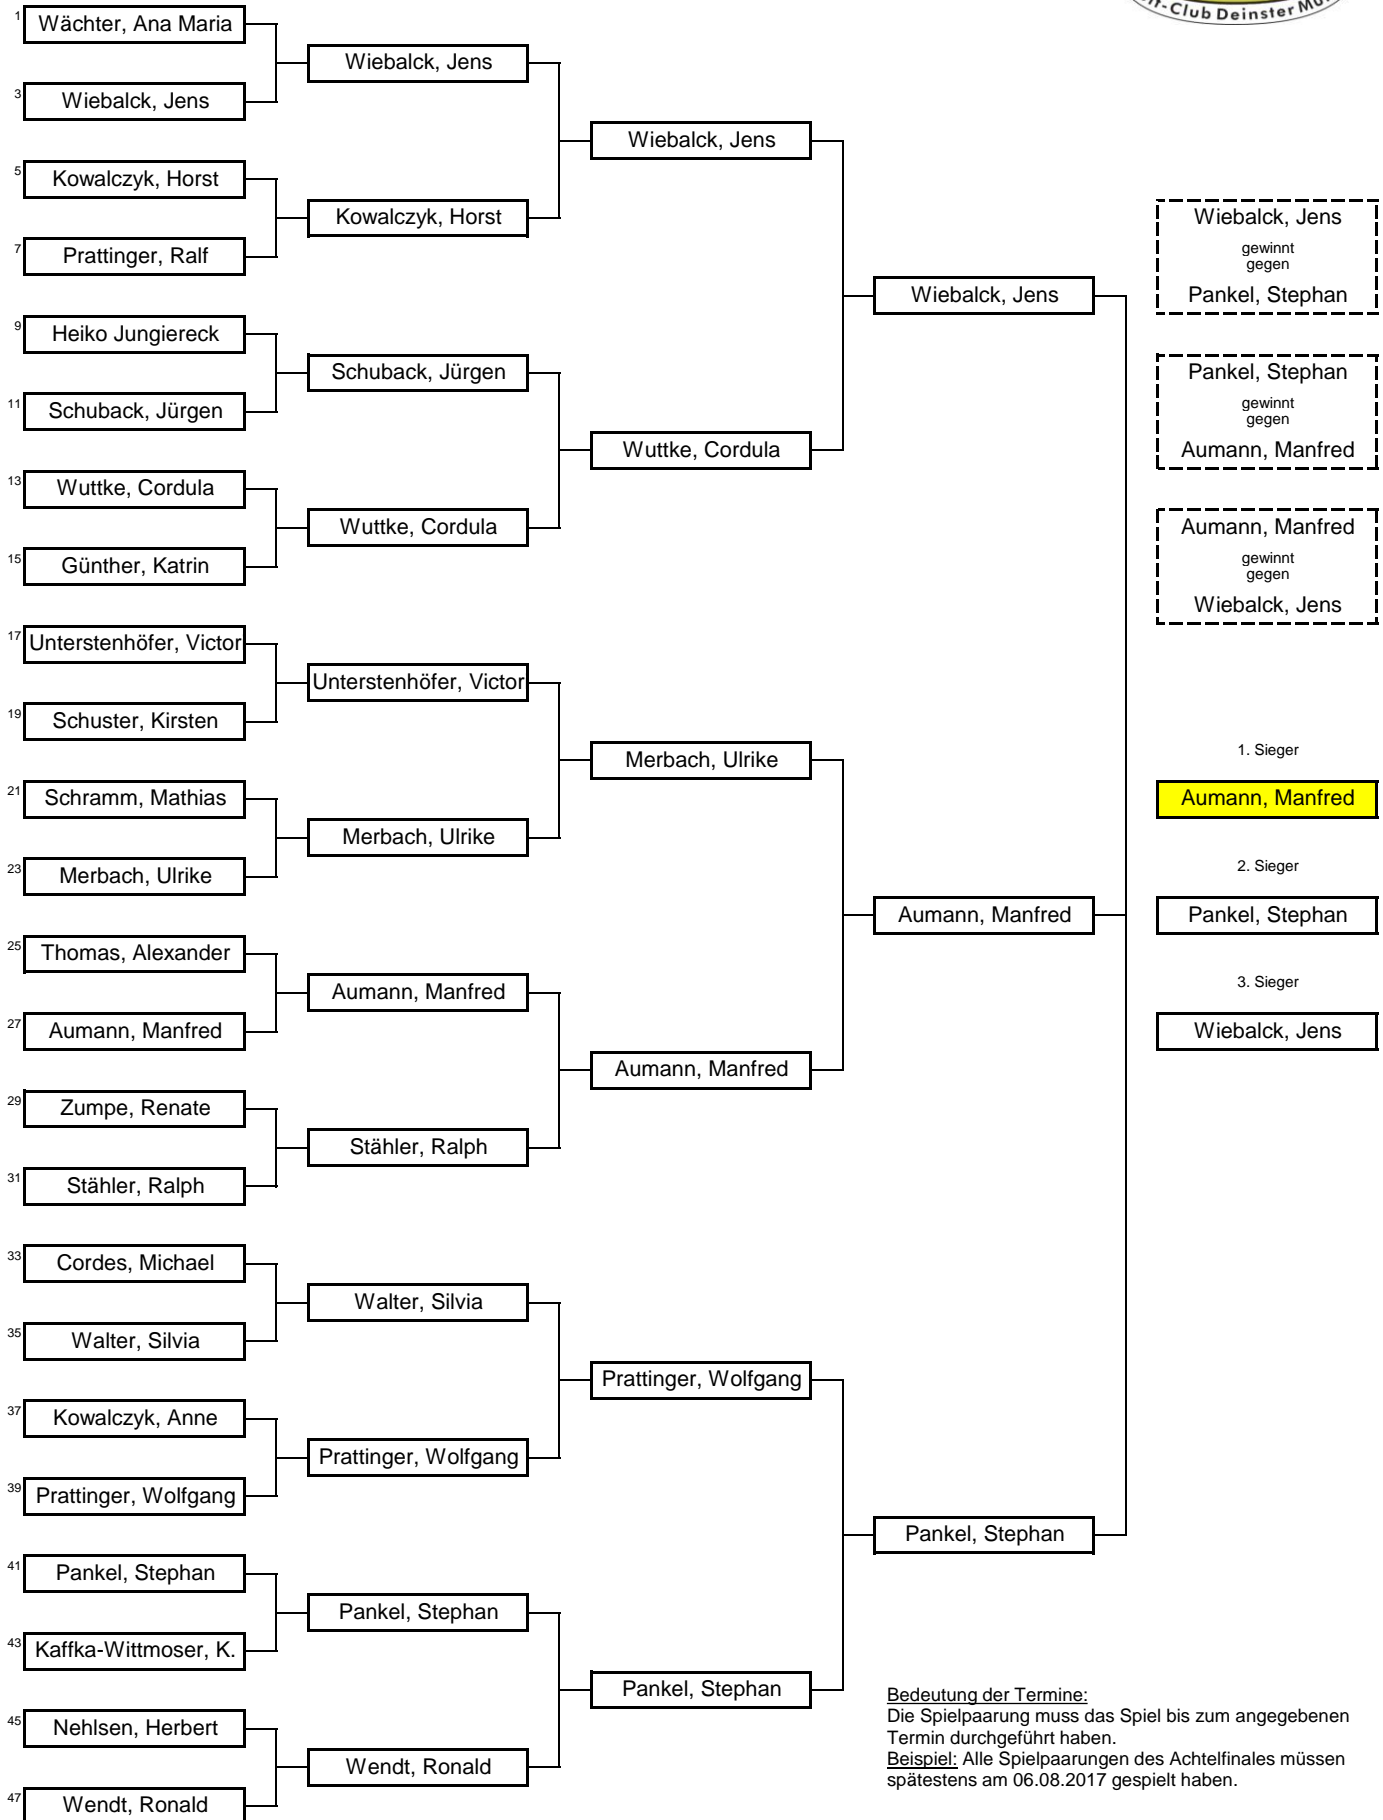 -Club Deinster
1
Wächter, Ana Maria
3
Wiebalck, Jens
5
Kowalczyk, Horst
7
Prattinger, Ralf
9
Heiko Jungiereck
11
Schuback, Jürgen
13
Wuttke, Cordula
15
Günther, Katrin
17
Unterstenhöfer, Victor
19
Schuster, Kirsten
21
Schramm, Mathias
23
Merbach, Ulrike
25
Thomas, Alexander
27
Aumann, Manfred
29
Zumpe, Renate
31
Stähler, Ralph
33
Cordes, Michael
35
Walter, Silvia
37
Kowalczyk, Anne
39
Prattinger, Wolfgang
41
Pankel, Stephan
43
Kaffka-Wittmoser, K.
45
Nehlsen, Herbert
47
Wendt, Ronald
Wiebalck, Jens
Kowalczyk, Horst
Schuback, Jürgen
Wuttke, Cordula
Unterstenhöfer, Victor
Merbach, Ulrike
Aumann, Manfred
Stähler, Ralph
Walter, Silvia
Prattinger, Wolfgang
Pankel, Stephan
Wendt, Ronald
Wiebalck, Jens
Wuttke, Cordula
Merbach, Ulrike
Aumann, Manfred
Prattinger, Wolfgang
Pankel, Stephan
Wiebalck, Jens
Aumann, Manfred
Pankel, Stephan
Wiebalck, Jens
gewinnt
gegen
Pankel, Stephan
Pankel, Stephan
gewinnt
gegen
Aumann, Manfred
Aumann, Manfred
gewinnt
gegen
Wiebalck, Jens
1. Sieger
Aumann, Manfred
2. Sieger
Pankel, Stephan
3. Sieger
Wiebalck, Jens
Bedeutung der Termine:
Die Spielpaarung muss das Spiel bis zum angegebenen
Termin durchgeführt haben.
Beispiel: Alle Spielpaarungen des Achtelfinales müssen
spätestens am 06.08.2017 gespielt haben.